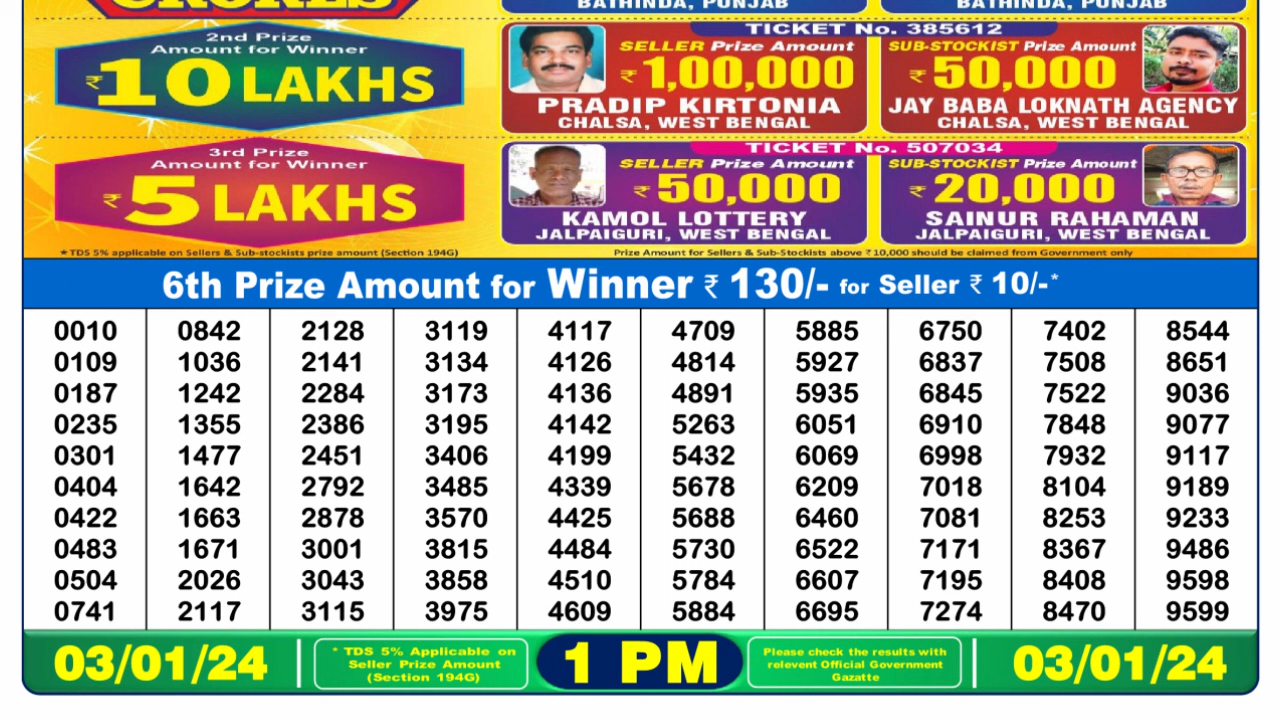 CRORES
BATHINDA, PUNJAB
BATHINDA, PUNJAB
2nd Prize
Amount for Winner
₹10 LAKHS
TICKET No. 385612
SELLER Prize Amount
₹1,00,000
PRADIP KIRTONIA
CHALSA, WEST BENGAL
SUB-STOCKIST Prize Amount
₹50,000
JAY BABA LOKNATH AGENCY
CHALSA, WEST BENGAL
3rd Prize
Amount for Winner
₹5 LAKHS
TICKET No. 507034
SELLER Prize Amount
₹50,000
KAMOL LOTTERY
JALPAIGURI, WEST BENGAL
SUB-STOCKIST Prize Amount
₹20,000
SAINUR RAHAMAN
JALPAIGURI, WEST BENGAL
* TDS 5% applicable on Sellers & Sub-stockists prize amount (Section 194G)
Prize Amount for Sellers & Sub-Stockists above ₹10,000 should be claimed from Government only
6th Prize Amount for Winner ₹ 130/- for Seller ₹ 10/-*
0010 0842 2128 3119 4117 4709 5885 6750 7402 8544
0109 1036 2141 3134 4126 4814 5927 6837 7508 8651
0187 1242 2284 3173 4136 4891 5935 6845 7522 9036
0235 1355 2386 3195 4142 5263 6051 6910 7848 9077
0301 1477 2451 3406 4199 5432 6069 6998 7932 9117
0404 1642 2792 3485 4339 5678 6209 7018 8104 9189
0422 1663 2878 3570 4425 5688 6460 7081 8253 9233
0483 1671 3001 3815 4484 5730 6522 7171 8367 9486
0504 2026 3043 3858 4510 5784 6607 7195 8408 9598
0741 2117 3115 3975 4609 5884 6695 7274 8470 9599
03/01/24
* TDS 5% Applicable on
Seller Prize Amount
(Section 194G)
1 PM
Please check the results with
relevent Official Government
Gazatte
03/01/24